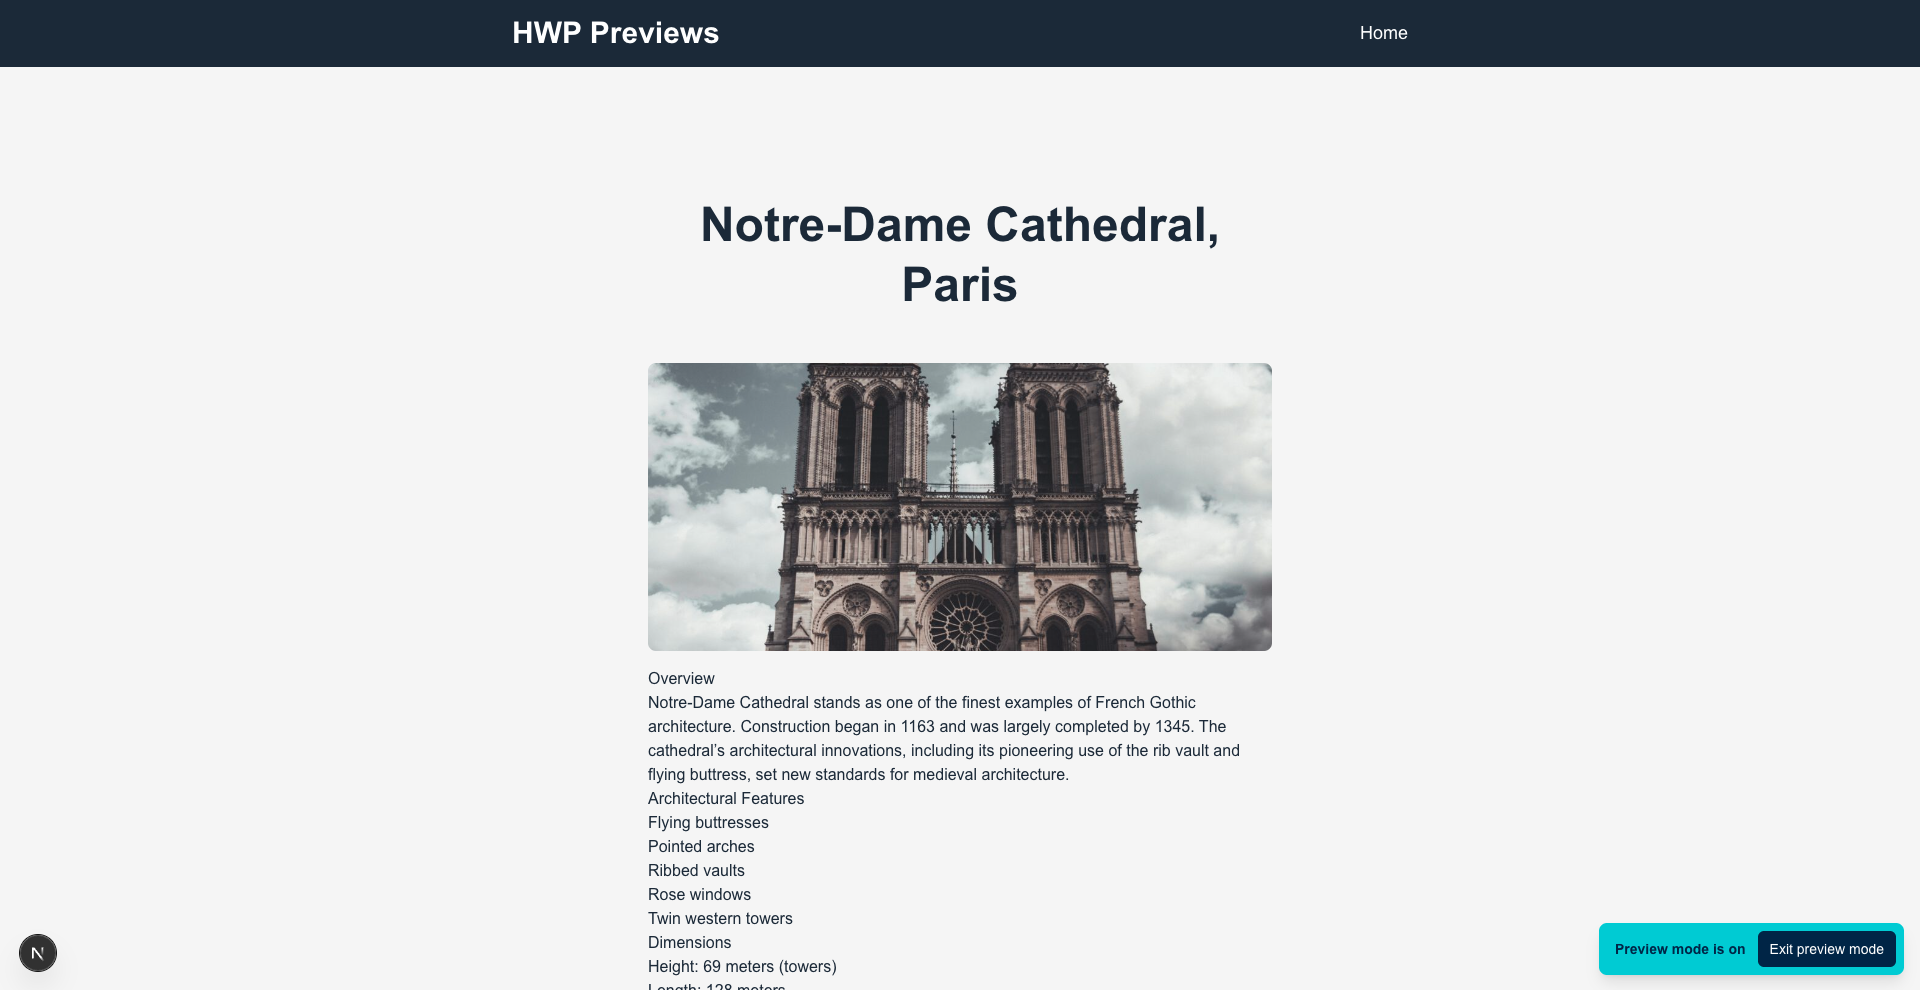 HWP Previews
Home
Notre-Dame Cathedral,
Paris
Overview
Notre-Dame Cathedral stands as one of the finest examples of French Gothic
architecture. Construction began in 1163 and was largely completed by 1345. The
cathedral’s architectural innovations, including its pioneering use of the rib vault and
flying buttress, set new standards for medieval architecture.
Architectural Features
Flying buttresses
Pointed arches
Ribbed vaults
Rose windows
Twin western towers
Dimensions
Height: 69 meters (towers)
Length: 128 meters
N
Preview mode is on
Exit preview mode